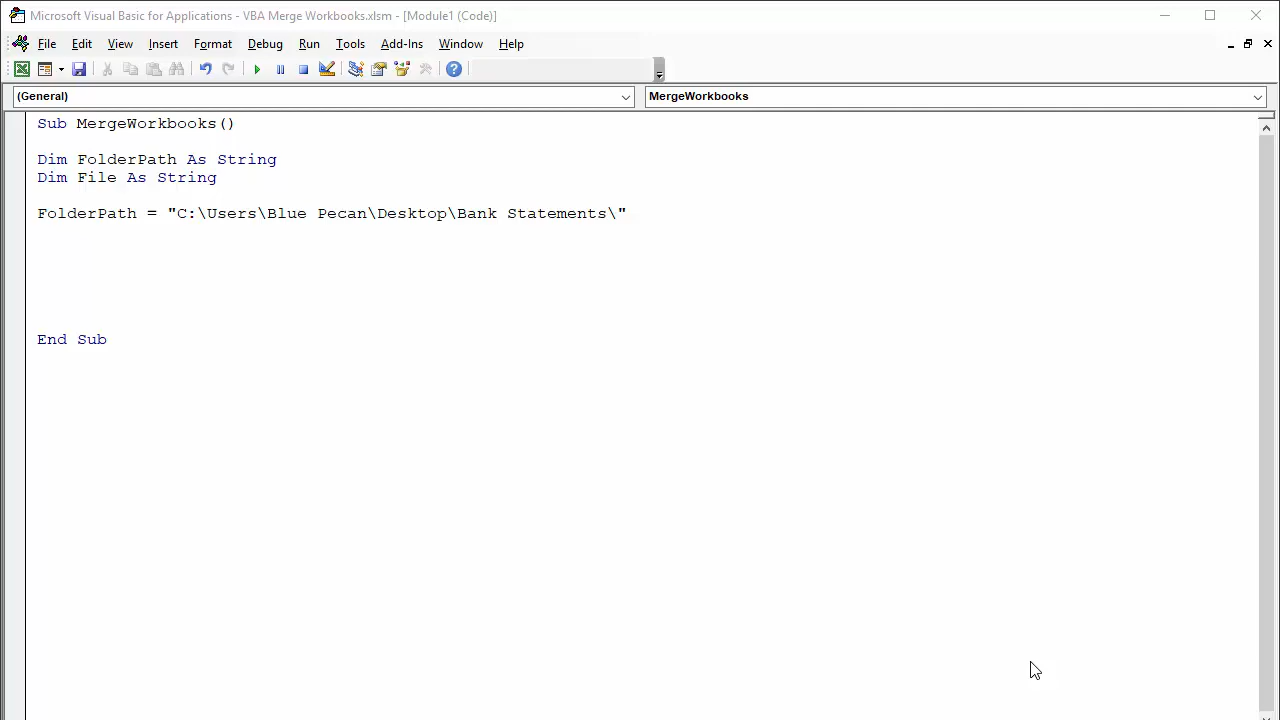 Microsoft Visual Basic for Applications - VBA Merge Workbooks.xlsm - [Module1 (Code)]
File Edit View Insert Format Debug Run Tools Add-Ins Window Help
(General) MergeWorkbooks
Sub MergeWorkbooks()
Dim FolderPath As String
Dim File As String
FolderPath = "C:\Users\Blue Pecan\Desktop\Bank Statements\"
End Sub